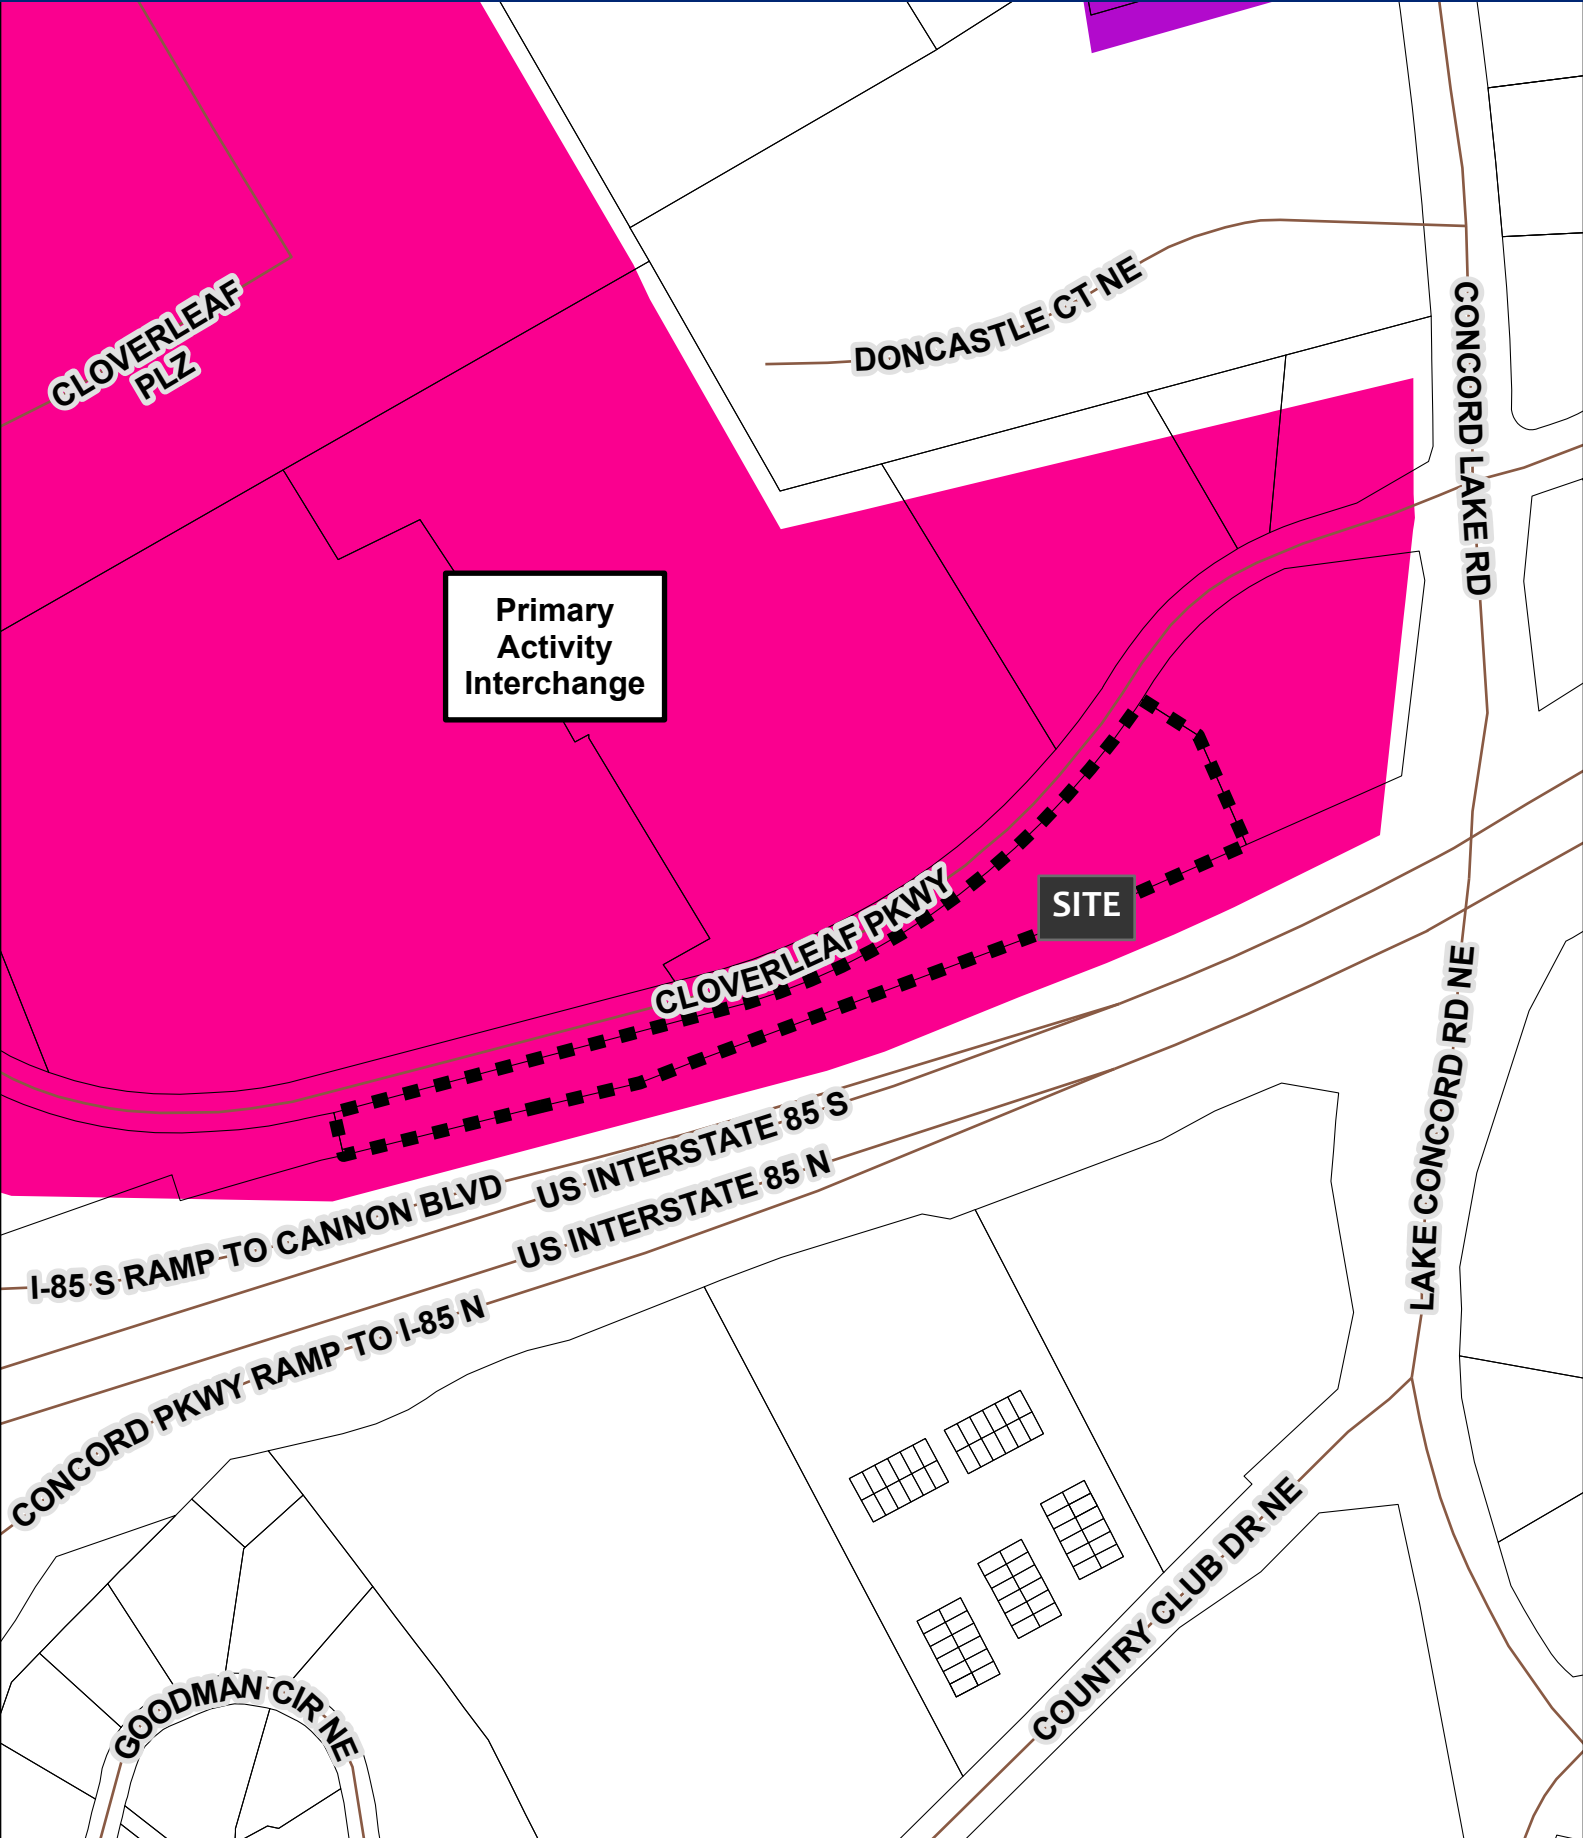 CLOVERLEAF
PLZ
DONCASTLE CT NE
CONCORD LAKE RD
Primary
Activity
Interchange
CLOVERLEAF PKWY
SITE
LAKE CONCORD RD NE
US INTERSTATE 85 S
US INTERSTATE 85 N
I-85 S RAMP TO CANNON BLVD
CONCORD PKWY RAMP TO I-85 N
COUNTRY CLUB DR NE
GOODMAN CIR NE